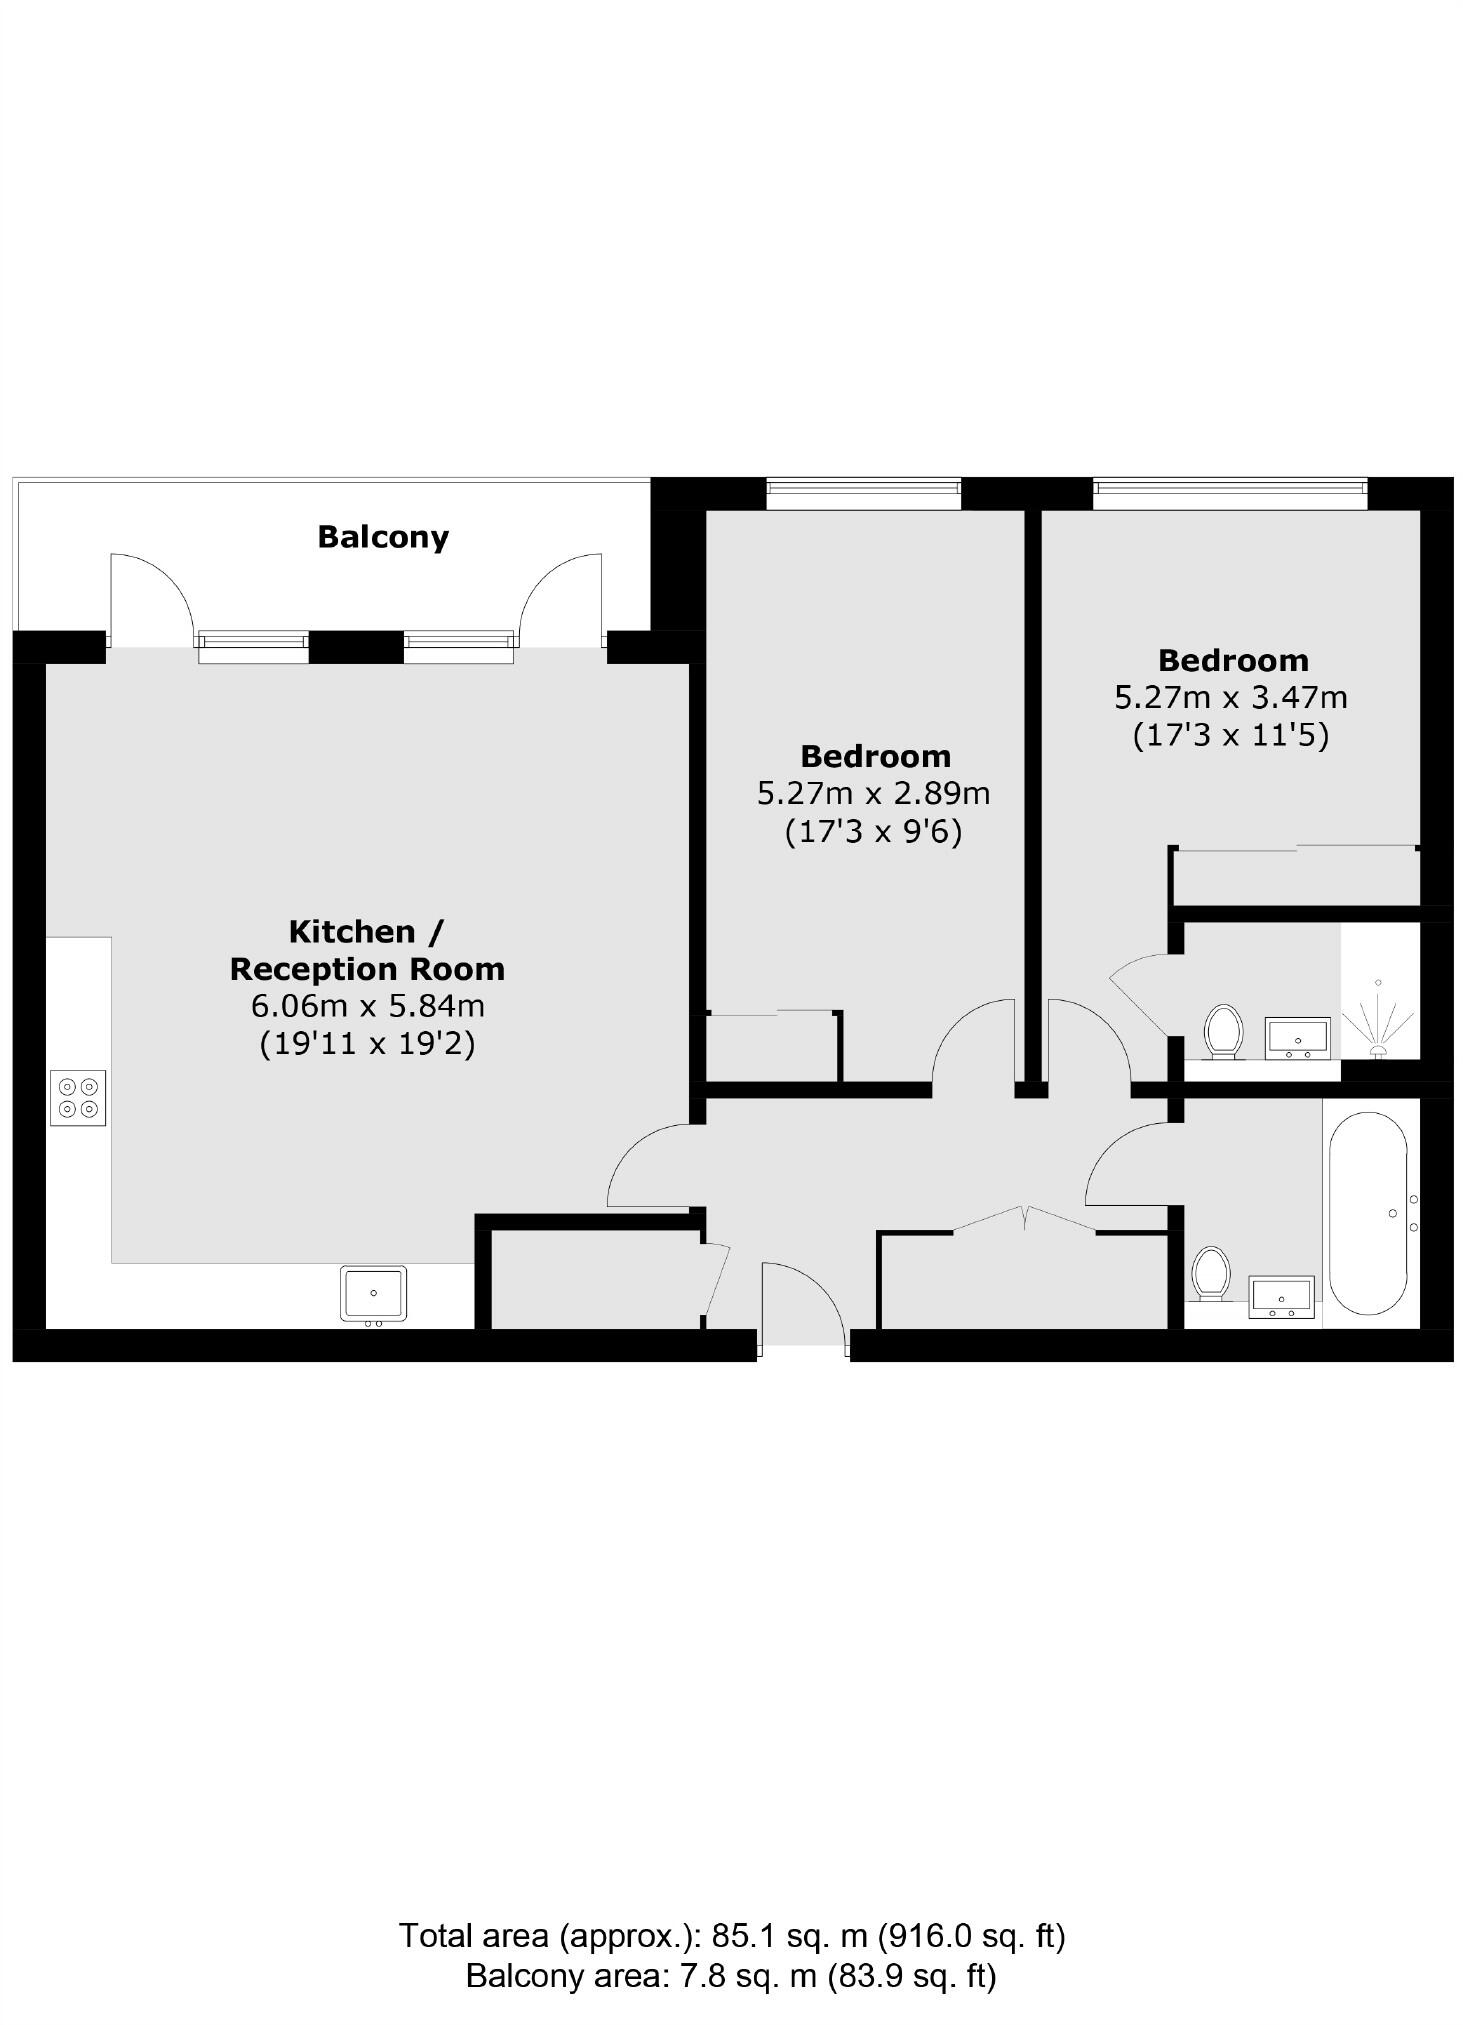 Balcony
Bedroom
5.27m x 3.47m
(17'3 x 11'5)
Bedroom
5.27m x 2.89m
(17'3 x 9'6)
Kitchen /
Reception Room
6.06m x 5.84m
(19'11 x 19'2)
Total area (approx.): 85.1 sq. m (916.0 sq. ft)
Balcony area: 7.8 sq. m (83.9 sq. ft)